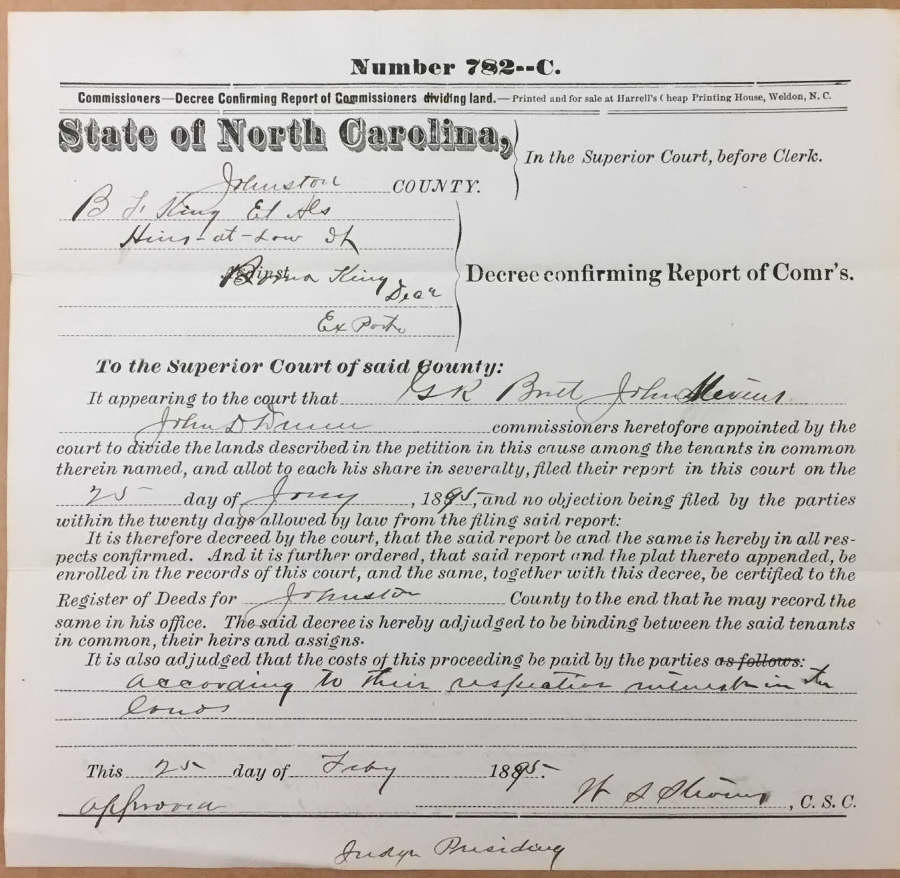 Number 782--C.
Commissioners—Decree Confirming Report of Commissioners dividing land.—Printed and for sale at Harrell's Cheap Printing House, Weldon, N. C.
State of North Carolina,
In the Superior Court, before Clerk.
Johnston COUNTY.
B F King Et Als
Heirs-at-Law of
King
Decree confirming Report of Comr's.
Ex Parte
To the Superior Court of said County:
It appearing to the court that G K John Stevens
John D commissioners heretofore appointed by the
court to divide the lands described in the petition in this cause among the tenants in common
therein named, and allot to each his share in severalty, filed their report in this court on the
25 day of Jany, 1895, and no objection being filed by the parties
within the twenty days allowed by law from the filing said report:
It is therefore decreed by the court, that the said report be and the same is hereby in all res-
pects confirmed. And it is further ordered, that said report and the plat thereto appended, be
enrolled in the records of this court, and the same, together with this decree, be certified to the
Register of Deeds for Johnston County to the end that he may record the
same in his office. The said decree is hereby adjudged to be binding between the said tenants
in common, their heirs and assigns.
It is also adjudged that the costs of this proceeding be paid by the parties as follows:
according to their respective interests in the
lands
This 25 day of Feby 1895.
W S Stevens, C. S. C.
approved
Judge Presiding